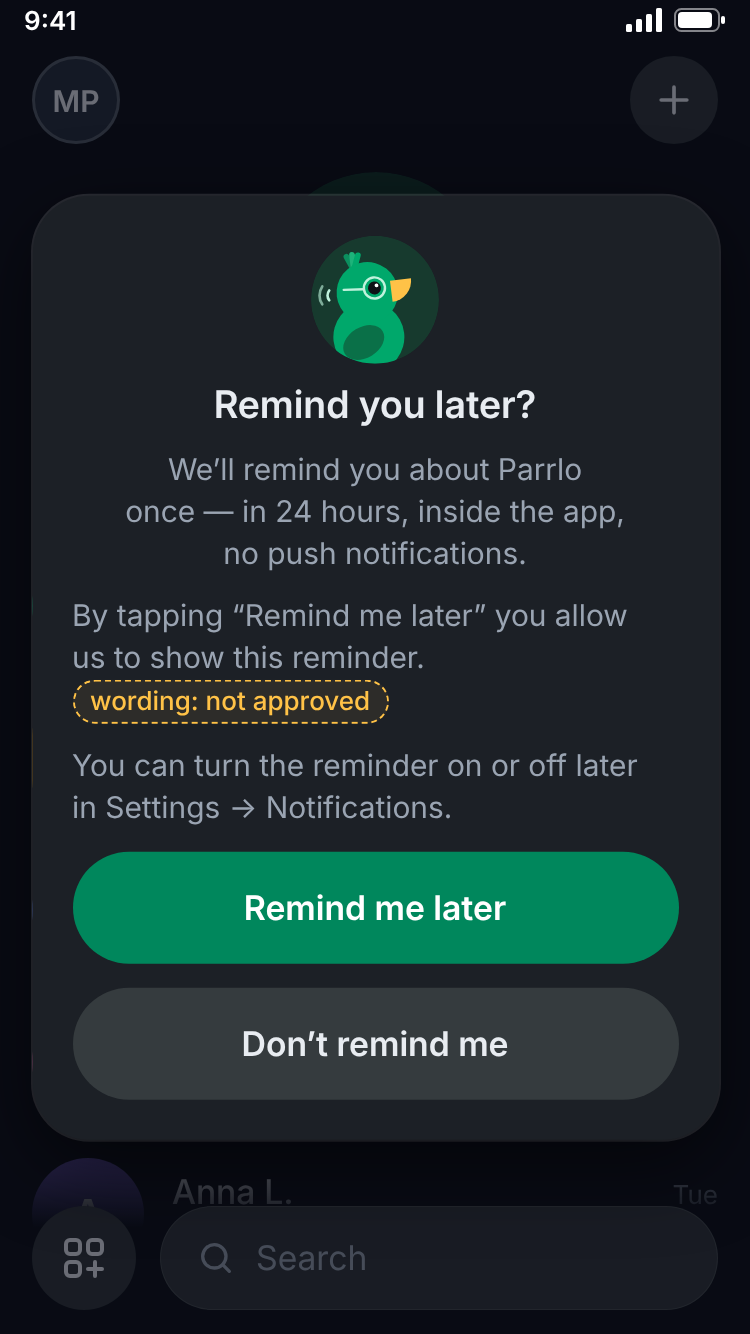 9:41
MP
Remind you later?
We’ll remind you about Parrlo
once — in 24 hours, inside the app,
no push notifications.
By tapping “Remind me later” you allow
us to show this reminder.
wording: not approved
You can turn the reminder on or off later
in Settings → Notifications.
Remind me later
Don’t remind me
Anna L.
Tue
Search